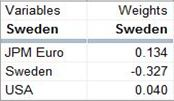 Variables Weights
Sweden Sweden
JPM Euro 0.134
Sweden -0.327
USA 0.040